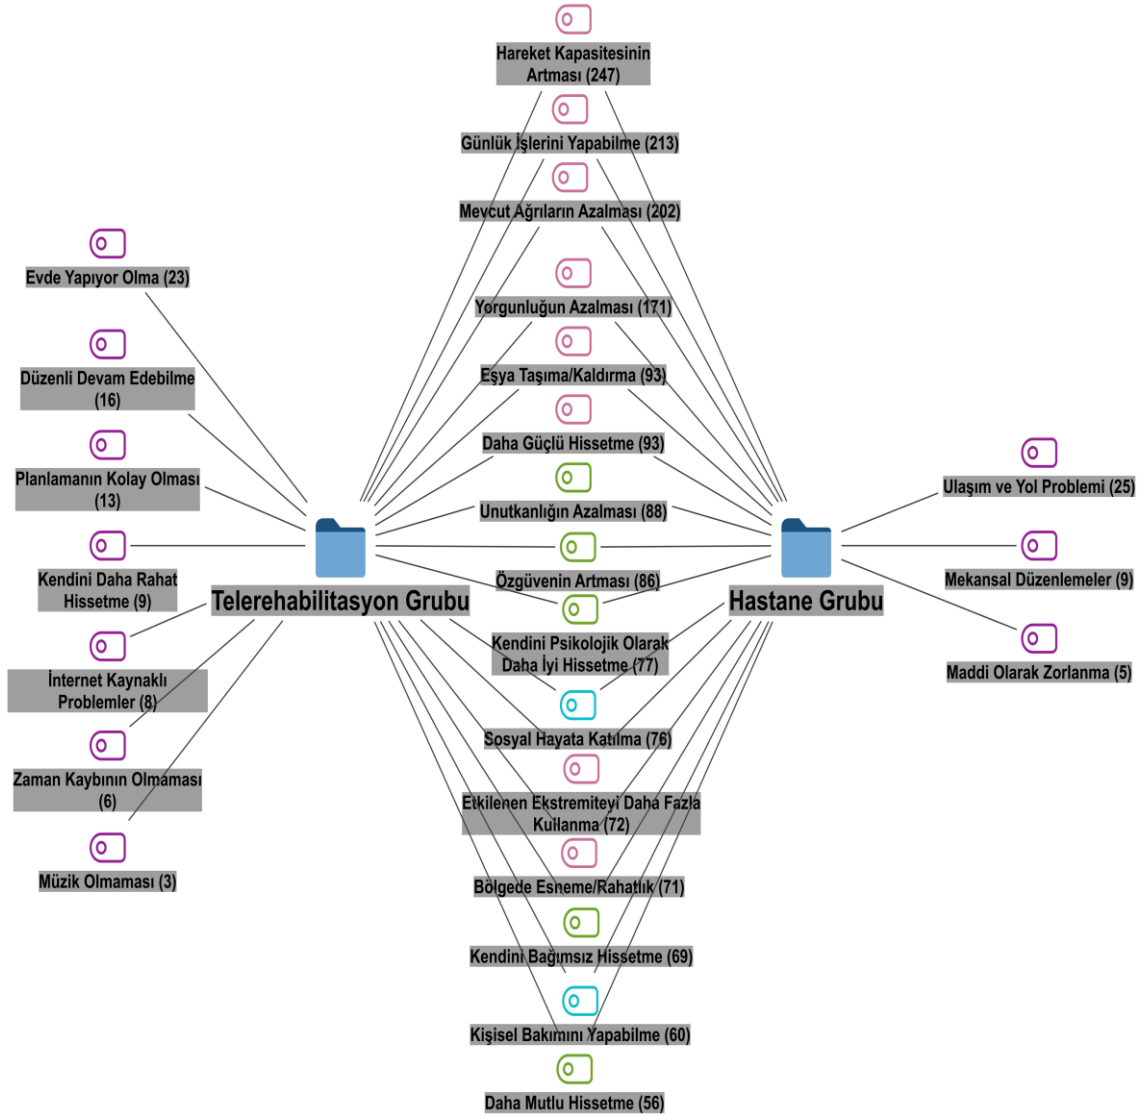 Hareket Kapasitesinin
Artması (247)
Günlük İşlerini Yapabilme (213)
Mevcut Ağrıların Azalması (202)
Yorgunluğun Azalması (171)
Eşya Taşıma/Kaldırma (93)
Daha Güçlü Hissetme (93)
Unutkanlığın Azalması (88)
Özgüvenin Artması (86)
Kendini Psikolojik Olarak
Daha İyi Hissetme (77)
Sosyal Hayata Katılma (76)
Etkilenen Ekstremiteyi Daha Fazla
Kullanma (72)
Bölgede Esneme/Rahatlık (71)
Kendini Bağımsız Hissetme (69)
Kişisel Bakımını Yapabilme (60)
Daha Mutlu Hissetme (56)
Evde Yapıyor Olma (23)
Düzenli Devam Edebilme
(16)
Planlamanın Kolay Olması
(13)
Kendini Daha Rahat
Hissetme (9)
İnternet Kaynaklı
Problemler (8)
Zaman Kaybının Olmaması
(6)
Müzik Olmaması (3)
Telerehabilitasyon Grubu
Hastane Grubu
Ulaşım ve Yol Problemi (25)
Mekansal Düzenlemeler (9)
Maddi Olarak Zorlanma (5)